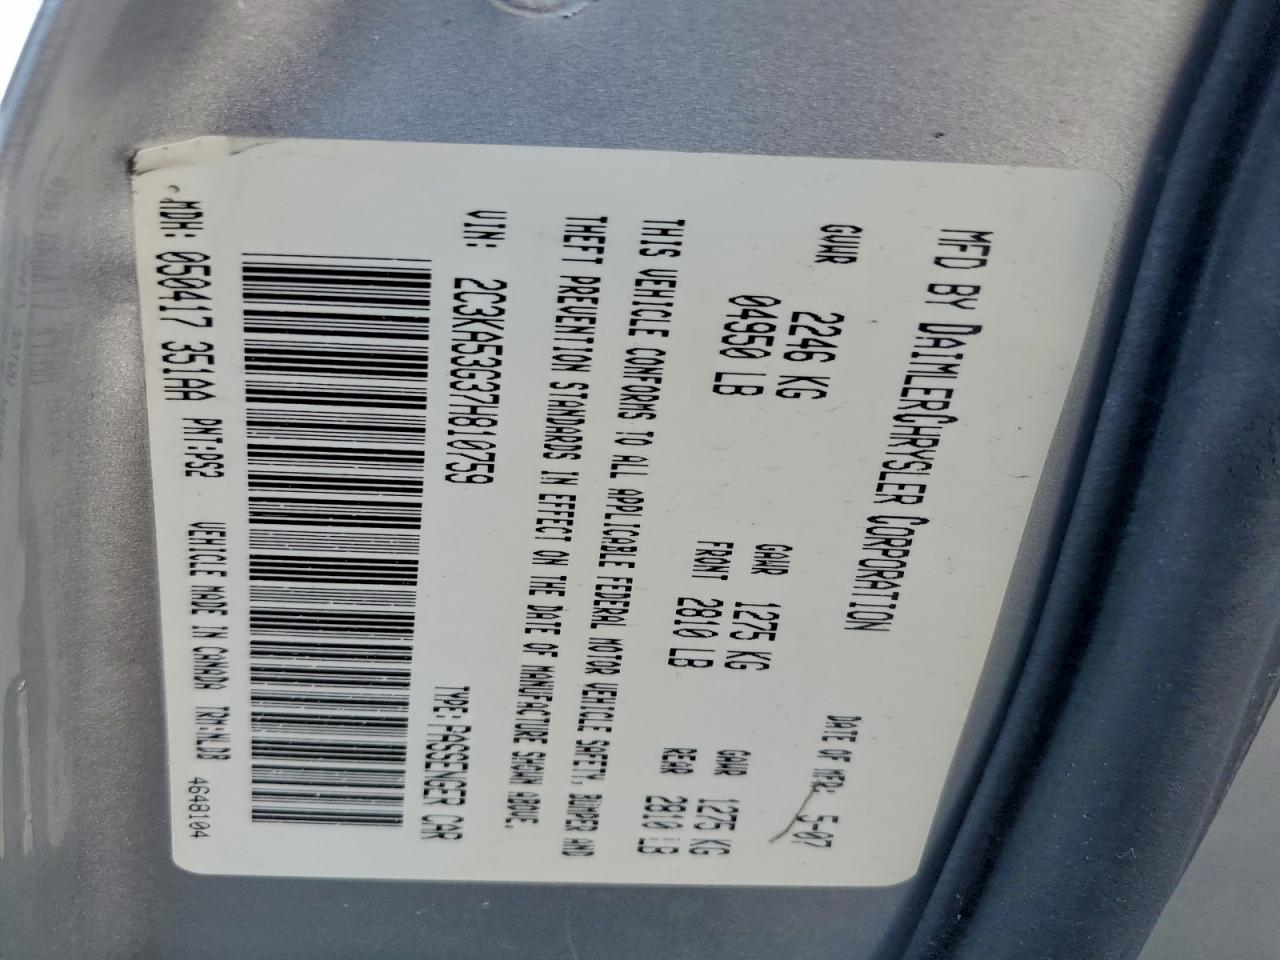 MFD BY DAIMLERCHRYSLER CORPORATION
DATE OF MFR 5-07
GVWR 2246 KG
04950 LB
GAWR 1275 KG
FRONT 2810 LB
GAWR 1275 KG
REAR 2810 LB
THIS VEHICLE CONFORMS TO ALL APPLICABLE FEDERAL MOTOR VEHICLE SAFETY, BUMPER AND
THEFT PREVENTION STANDARDS IN EFFECT ON THE DATE OF MANUFACTURE SHOWN ABOVE.
VIN: 2C3KA53G37H810759
TYPE: PASSENGER CAR
MDH: 050417 351AA PNT:PS2 VEHICLE MADE IN CANADA TRM:WLDB
4648104